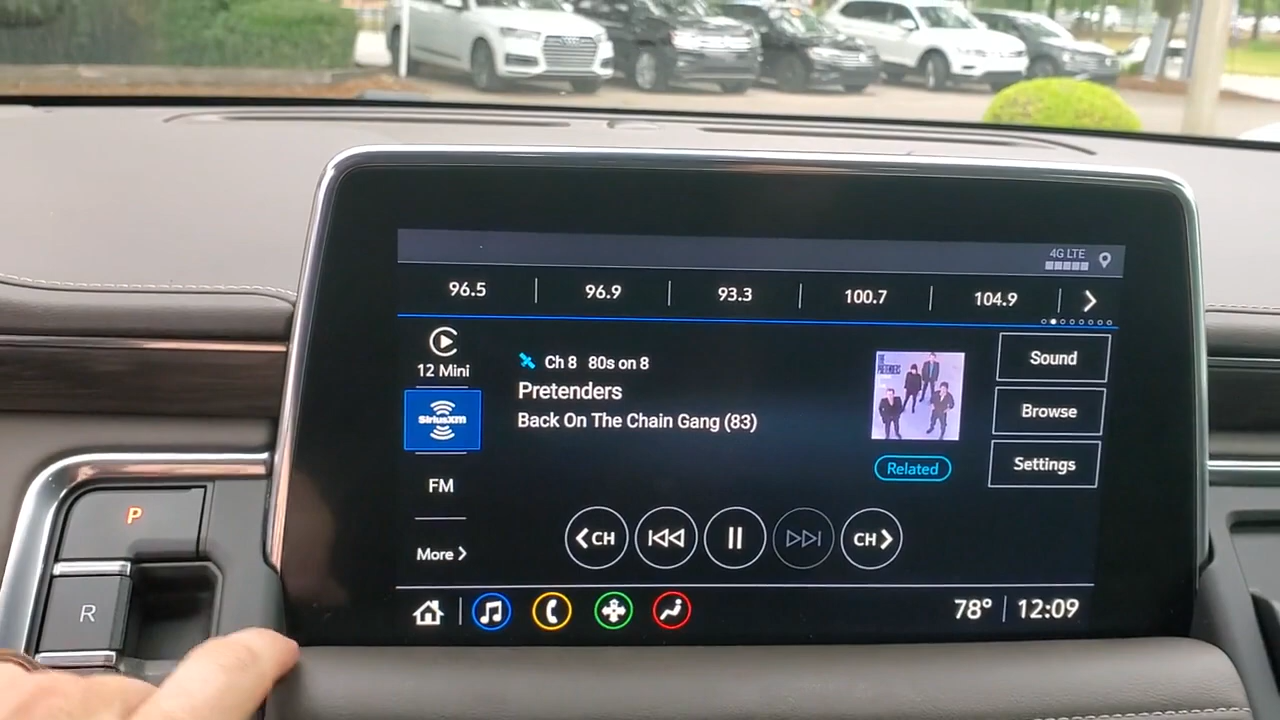 4G LTE
96.5 96.9 93.3 100.7 104.9
12 Mini
SiriusXM
FM
More
Ch 8 80s on 8
Pretenders
Back On The Chain Gang (83)
PRETENDERS
Related
Sound
Browse
Settings
CH
CH
78° 12:09
P
R